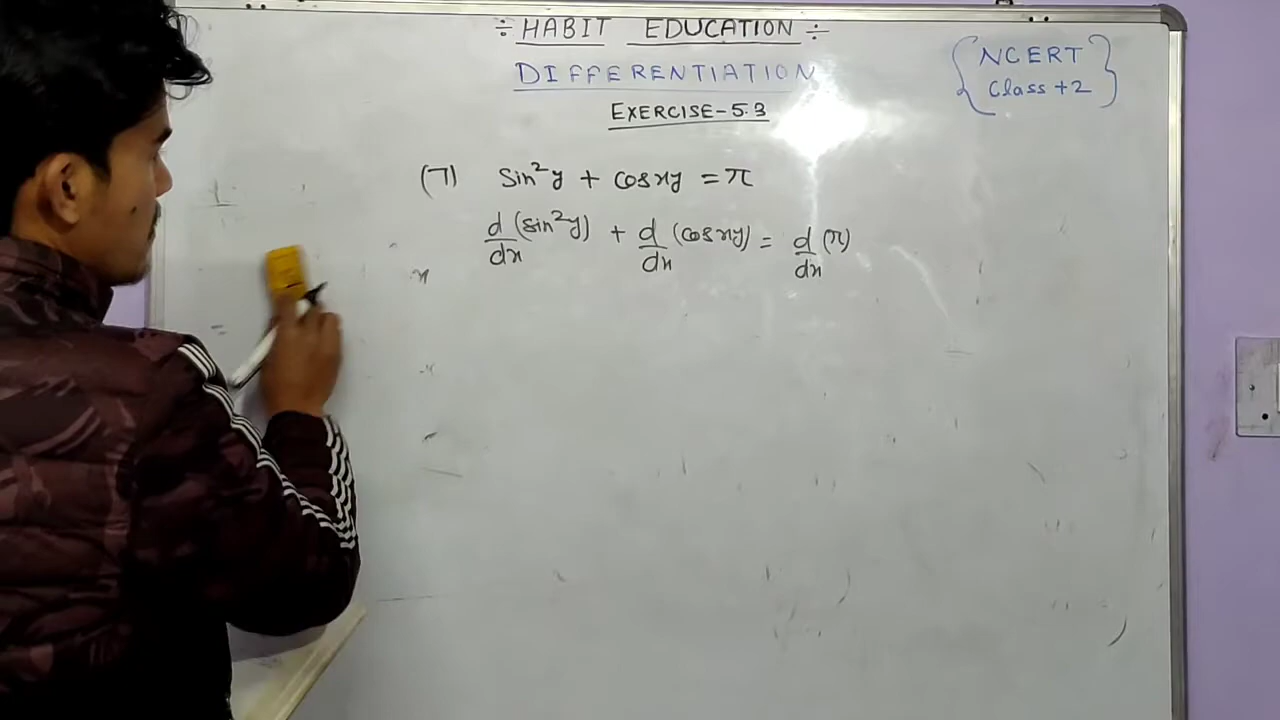 ÷ HABIT EDUCATION ÷
DIFFERENTIATION
EXERCISE-5.3
{ NCERT
Class +2 }
(7) sin²y + cosxy = π
d/dx (sin²y) + d/dx (cosxy) = d/dx (π)
x